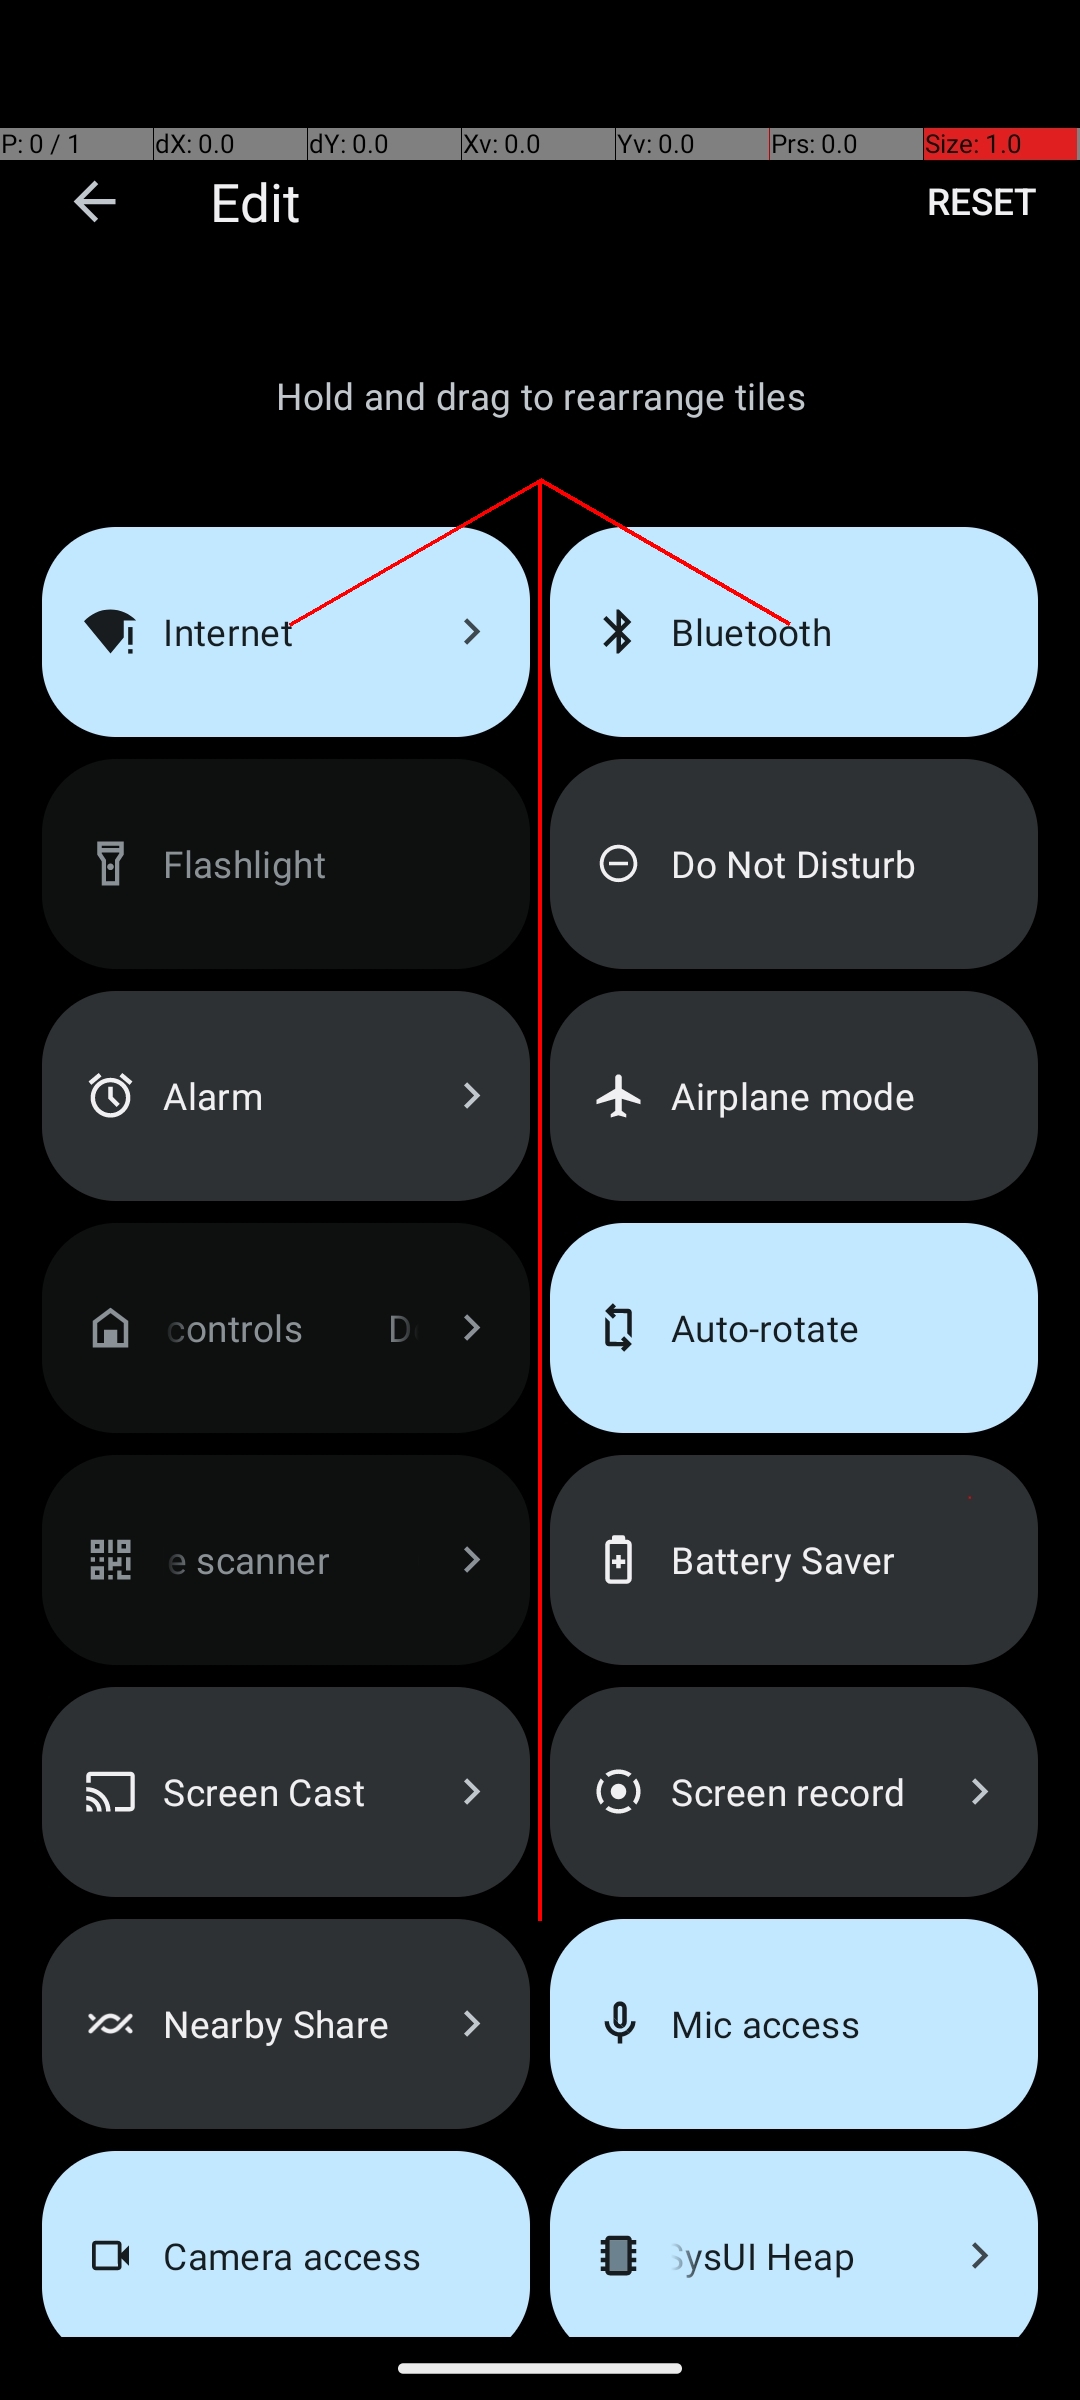 P: 0 / 1 dX: 0.0 dY: 0.0 Xv: 0.0 Yv: 0.0 Prs: 0.0 Size: 1.0
Edit RESET
Hold and drag to rearrange tiles
Internet Bluetooth
Flashlight Do Not Disturb
Alarm Airplane mode
controls Auto-rotate
scanner Battery Saver
Screen Cast Screen record
Nearby Share Mic access
Camera access SysUI Heap